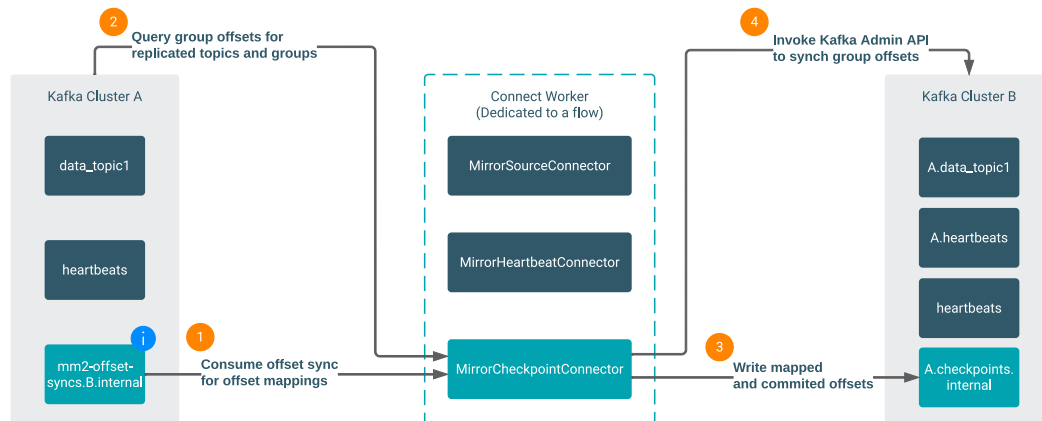 2
Query group offsets for
replicated topics and groups
4
Invoke Kafka Admin API
to synch group offsets
Kafka Cluster A
data_topic1
heartbeats
i
mm2-offset-
syncs.B.internal
1
Consume offset sync
for offset mappings
Connect Worker
(Dedicated to a flow)
MirrorSourceConnector
MirrorHeartbeatConnector
MirrorCheckpointConnector
3
Write mapped
and commited offsets
Kafka Cluster B
A.data_topic1
A.heartbeats
heartbeats
A.checkpoints.
internal